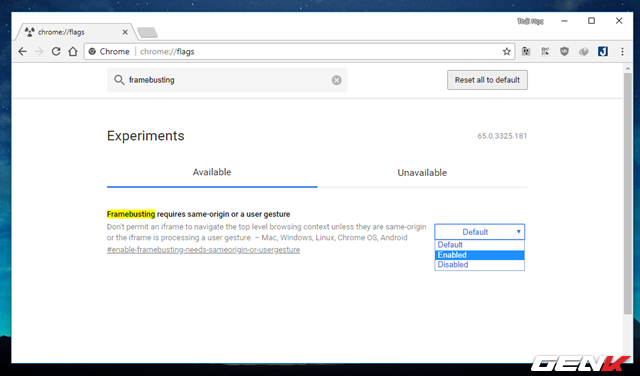 chrome://flags
Chrome
chrome://flags
framebusting
Reset all to default
Experiments
65.0.3325.181
Available
Unavailable
Framebusting requires same-origin or a user gesture
Don't permit an iframe to navigate the top level browsing context unless they are same-origin
or the iframe is processing a user gesture. – Mac, Windows, Linux, Chrome OS, Android
#enable-framebusting-needs-sameorigin-or-usergesture
Default
Default
Enabled
Disabled
GENK